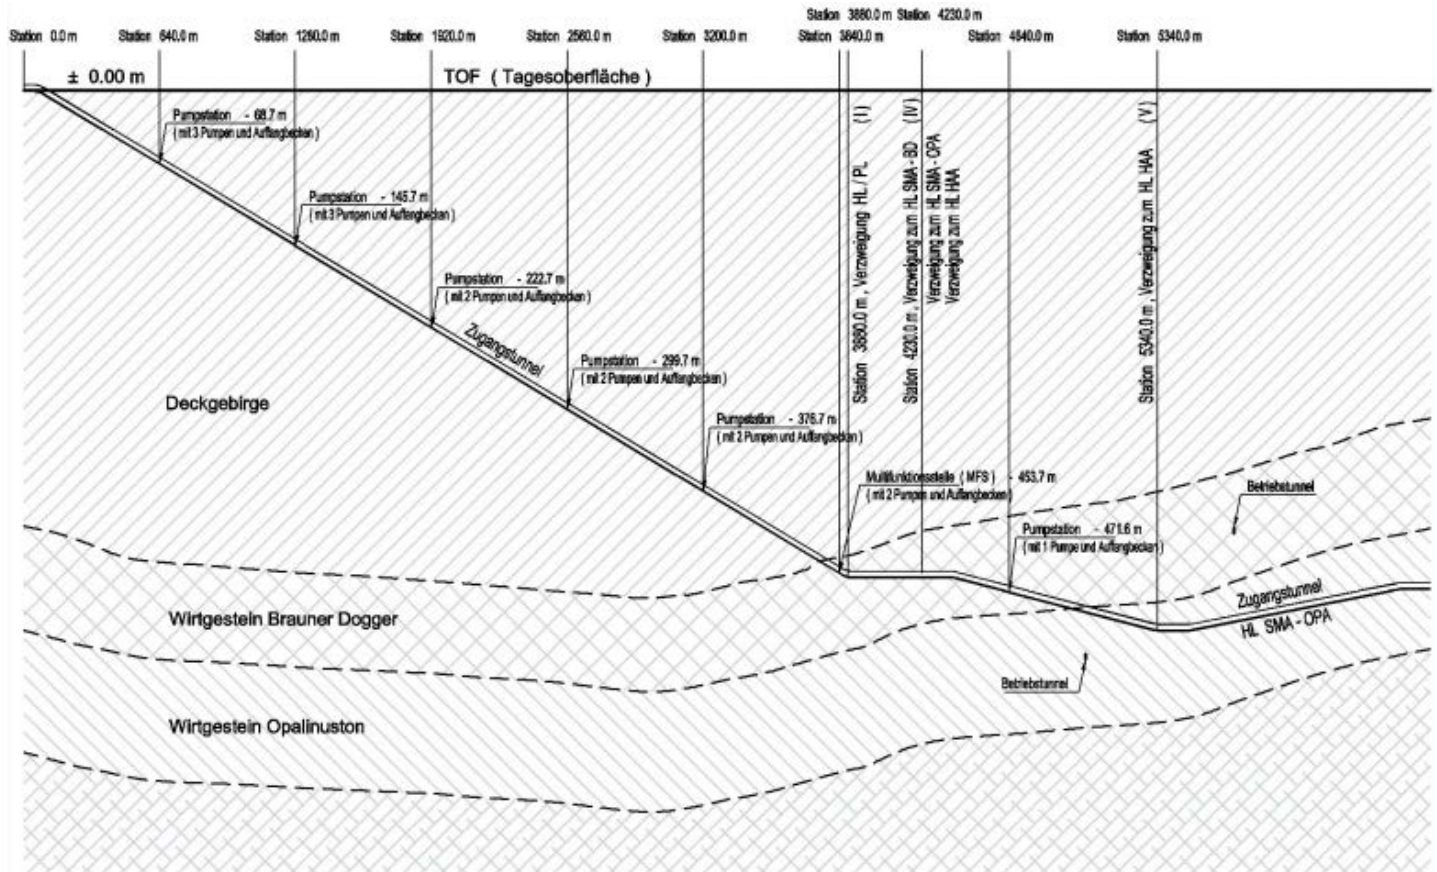 Station 3880.0 m Station 4230.0 m
Station 0.0 m Station 640.0 m Station 1280.0 m Station 1920.0 m Station 2560.0 m Station 3200.0 m Station 3840.0 m Station 4640.0 m Station 5340.0 m
± 0.00 m TOF ( Tagesoberfläche )
Pumpstation - 68.7 m
( mit 3 Pumpen und Auffangbecken )
Pumpstation - 145.7 m
( mit 3 Pumpen und Auffangbecken )
Pumpstation - 222.7 m
( mit 2 Pumpen und Auffangbecken )
Zugangstunnel
Pumpstation - 299.7 m
( mit 2 Pumpen und Auffangbecken )
Pumpstation - 376.7 m
( mit 2 Pumpen und Auffangbecken )
Station 3880.0 m , Verzweigung HL / PL ( I )
Station 4230.0 m , Verzweigung zum HL SMA - BD ( IV )
Verzweigung zum HL SMA - OPA
Verzweigung zum HL HAA
Station 5340.0 m , Verzweigung zum HL HAA ( V )
Deckgebirge
Multifunktionsstelle ( MFS ) - 453.7 m
( mit 2 Pumpen und Auffangbecken )
Betriebstunnel
Pumpstation - 471.6 m
( mit 1 Pumpe und Auffangbecken )
Zugangstunnel
HL SMA - OPA
Wirtgestein Brauner Dogger
Betriebstunnel
Wirtgestein Opalinuston